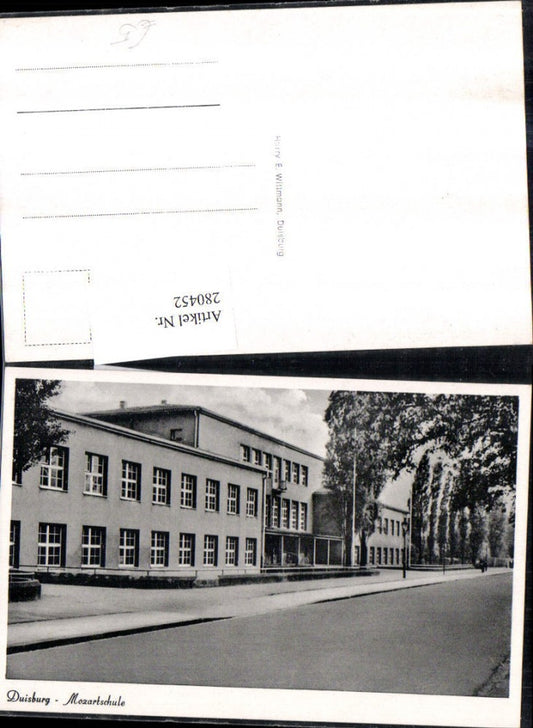 Harry E. Wittmann, Duisburg
Artikel Nr.
280452
Duisburg - Mozartschule